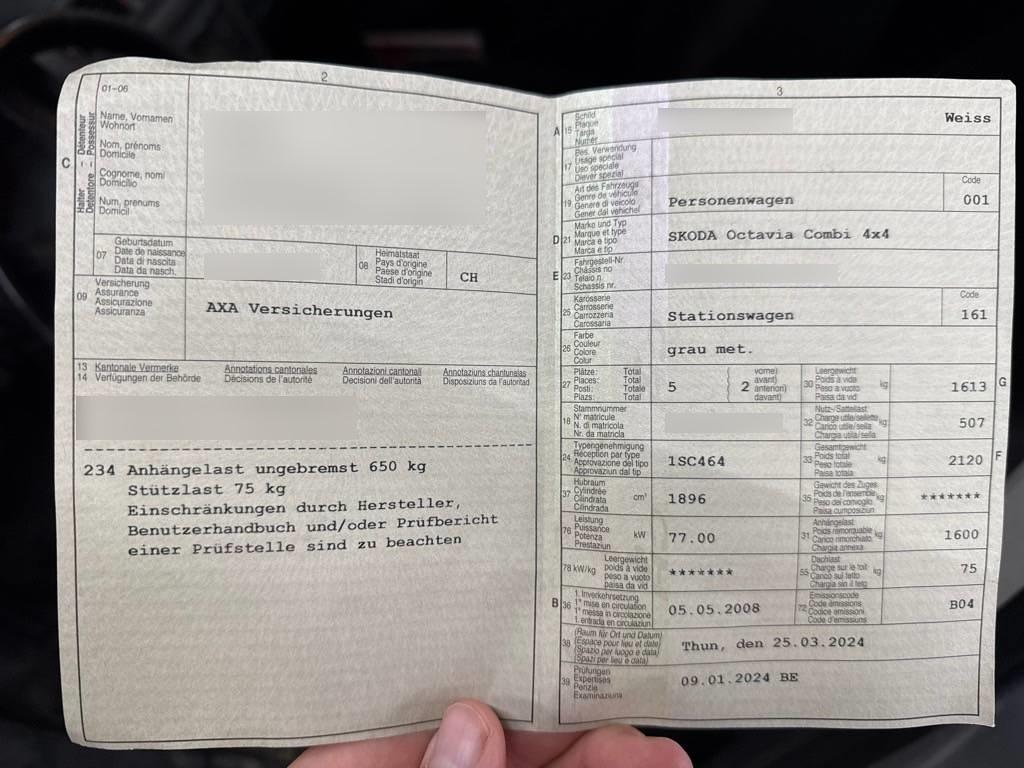 2
01-06
C
Halter – Détenteur
Detentore – Possessur
Name, Vornamen
Wohnort
Nom, prénoms
Domicile
Cognome, nomi
Domicilio
Num, prenums
Domicil
07
Geburtsdatum
Date de naissance
Data di nascita
Data da nasch.
08
Heimatstaat
Pays d'origine
Paese d'origine
Stadi d'origin
CH
09
Versicherung
Assurance
Assicurazione
Assicuranza
AXA Versicherungen
13 Kantonale Vermerke Annotations cantonales Annotazioni cantonali Annotaziuns chantunalas
14 Verfügungen der Behörde Décisions de l'autorité Decisioni dell'autorità Disposiziuns da l'autoritad
234 Anhängelast ungebremst 650 kg
Stützlast 75 kg
Einschränkungen durch Hersteller,
Benutzerhandbuch und/oder Prüfbericht
einer Prüfstelle sind zu beachten
3
A 15
Schild
Plaque
Targa
Numer
Weiss
17
Bes. Verwendung
Usage spécial
Uso speciale
Diever spezial
19
Art des Fahrzeugs
Genre de véhicule
Genere di veicolo
Gener dal vehichel
Personenwagen
Code
001
D 21
Marke und Typ
Marque et type
Marca e tipo
Marca e tip
SKODA Octavia Combi 4x4
E 23
Fahrgestell-Nr.
Châssis no
Telaio n.
Schassis nr.
25
Karosserie
Carrosserie
Carrozzeria
Carossaria
Stationswagen
Code
161
26
Farbe
Couleur
Colore
Colur
grau met.
27
Plätze: Total
Places: Total
Posti: Totale
Plazs: Total
5
2
vorne)
avant)
anteriori)
davant)
30
Leergewicht
Poids à vide
Peso a vuoto
Paisa da vid
kg
1613
G
18
Stammnummer
N° matricule
N. di matricola
Nr. da matricla
32
Nutz-/Sattellast
Charge utile/sellette
Carico utile/sella
Chargia utila/sella
kg
507
24
Typengenehmigung
Réception par type
Approvazione del tipo
Approvaziun dal tip
1SC464
33
Gesamtgewicht
Poids total
Peso totale
Paisa totala
kg
2120
F
37
Hubraum
Cylindrée
Cilindrata
Cilindrada
cm³
1896
35
Gewicht des Zuges
Poids de l'ensemble
Peso del convoglio
Paisa cumposiziun
kg
*******
76
Leistung
Puissance
Potenza
Prestaziun
kW
77.00
31
Anhängelast
Poids remorquable
Carico rimorchiato
Chargia annexa
kg
1600
78 kW/kg
Leergewicht
poids à vide
peso a vuoto
paisa da vid
*******
55
Dachlast
Charge sur le toit
Carico sul tetto
Chargia sin il tetg
kg
75
B 36
1. Inverkehrsetzung
1re mise en circulation
1a messa in circolazione
1. entrada en circulaziun
05.05.2008
72
Emissionscode
Code émissions
Codice emissioni
Code d'emissiuns
B04
38
(Raum für Ort und Datum)
(Espace pour lieu et date)
(Spazio per luogo e data)
(Spazi per lieu e data)
Thun, den 25.03.2024
39
Prüfungen
Expertises
Perizie
Examinaziuns
09.01.2024 BE